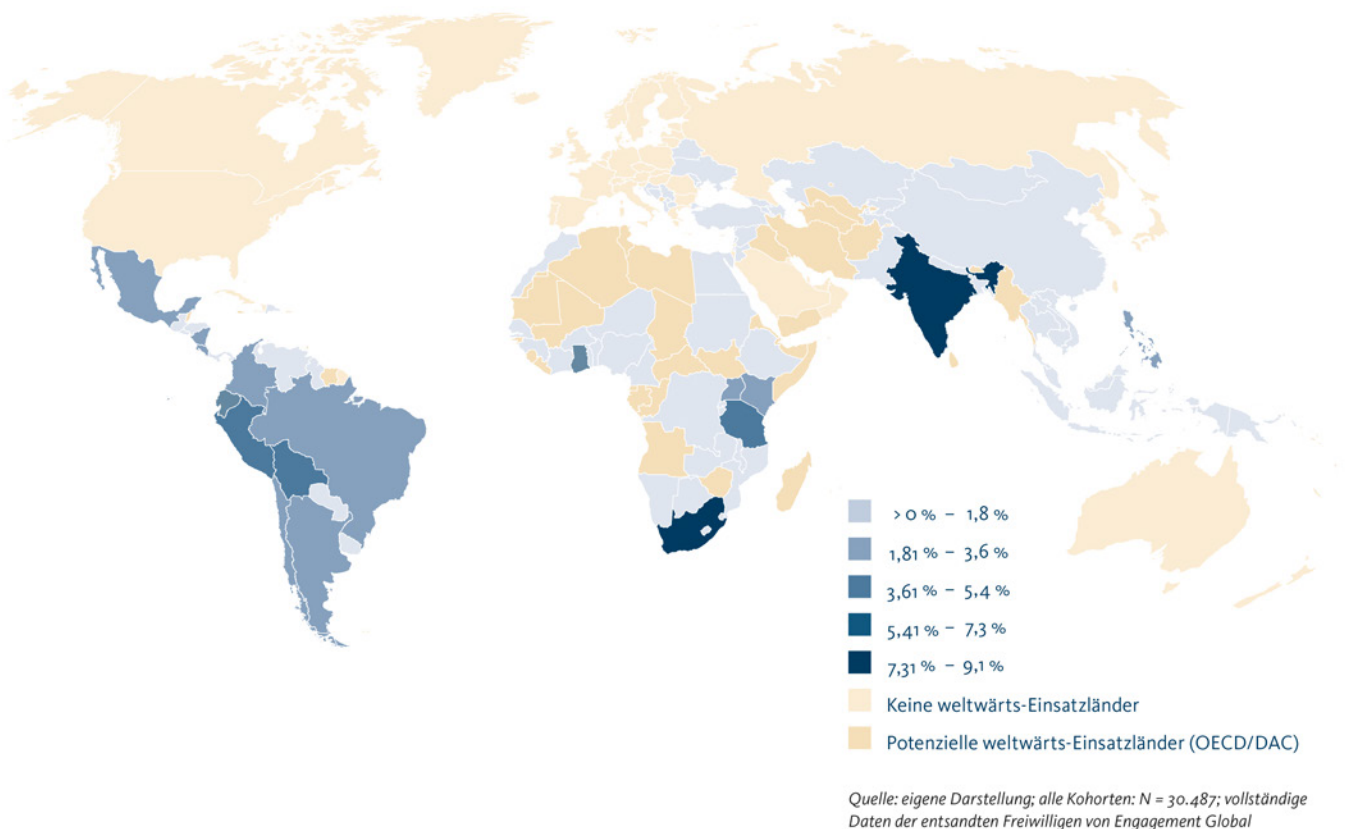 > 0 % – 1,8 %
1,81 % – 3,6 %
3,61 % – 5,4 %
5,41 % – 7,3 %
7,31 % – 9,1 %
Keine weltwärts-Einsatzländer
Potenzielle weltwärts-Einsatzländer (OECD/DAC)
Quelle: eigene Darstellung; alle Kohorten: N = 30.487; vollständige
Daten der entsandten Freiwilligen von Engagement Global